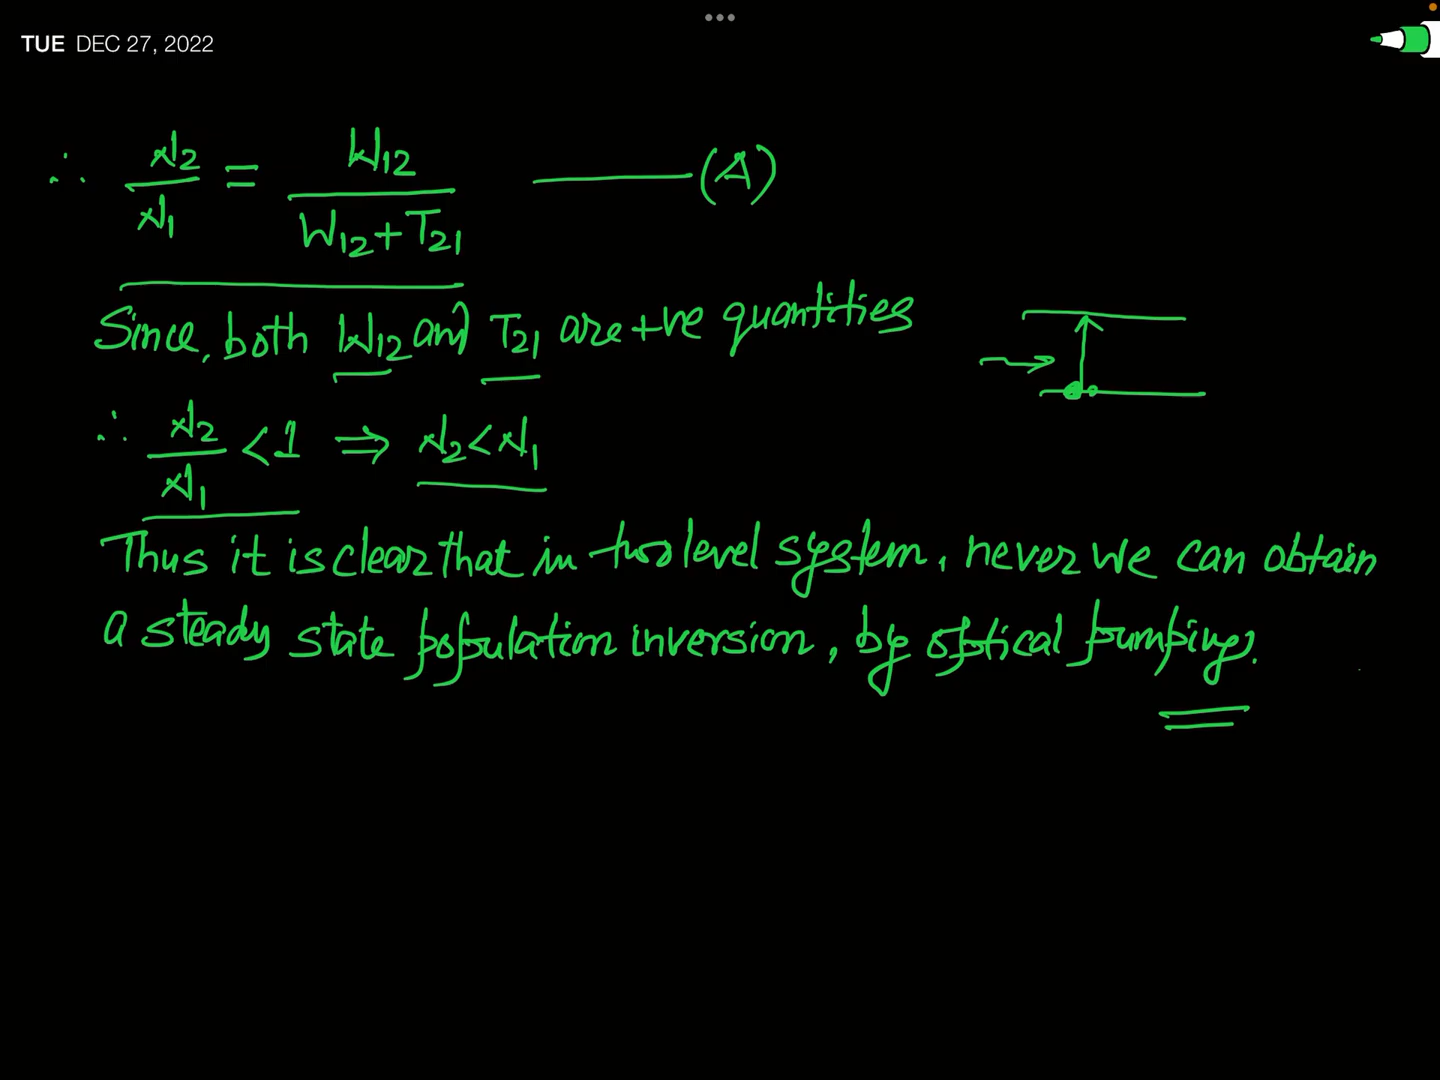 TUE DEC 27, 2022
∴ N2/N1 = W12/(W12+T21) ——— (A)
Since, both W12 and T21 are +ve quantities
∴ N2/N1 < 1 ⇒ N2 < N1
Thus it is clear that in two level system, never we can obtain
a steady state population inversion, by optical pumping.